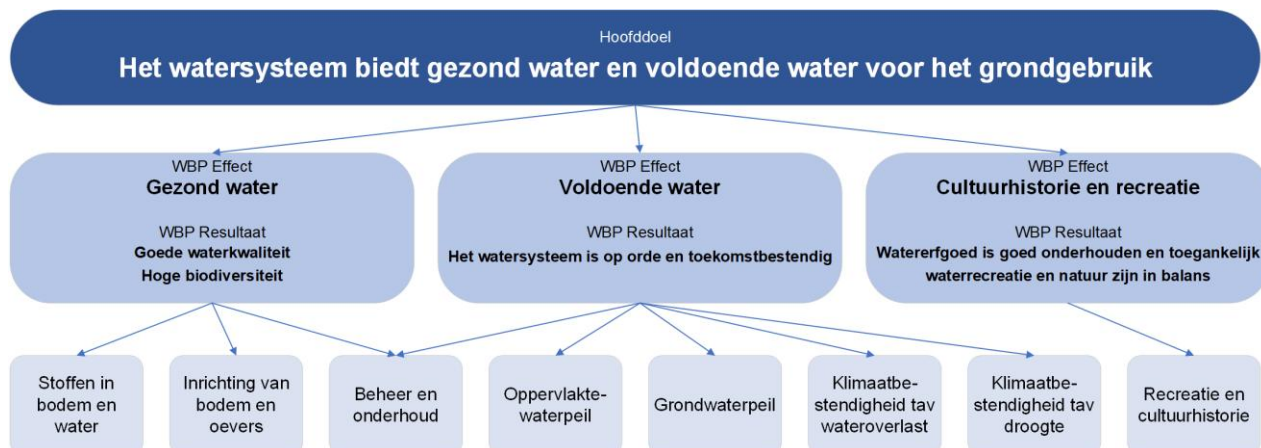 Hoofddoel
Het watersysteem biedt gezond water en voldoende water voor het grondgebruik
WBP Effect
Gezond water
WBP Resultaat
Goede waterkwaliteit
Hoge biodiversiteit
WBP Effect
Voldoende water
WBP Resultaat
Het watersysteem is op orde en toekomstbestendig
WBP Effect
Cultuurhistorie en recreatie
WBP Resultaat
Watererfgoed is goed onderhouden en toegankelijk
waterrecreatie en natuur zijn in balans
Stoffen in
bodem en
water
Inrichting van
bodem en
oevers
Beheer en
onderhoud
Oppervlakte-
waterpeil
Grondwaterpeil
Klimaatbe-
stendigheid tav
wateroverlast
Klimaatbe-
stendigheid tav
droogte
Recreatie en
cultuurhistorie